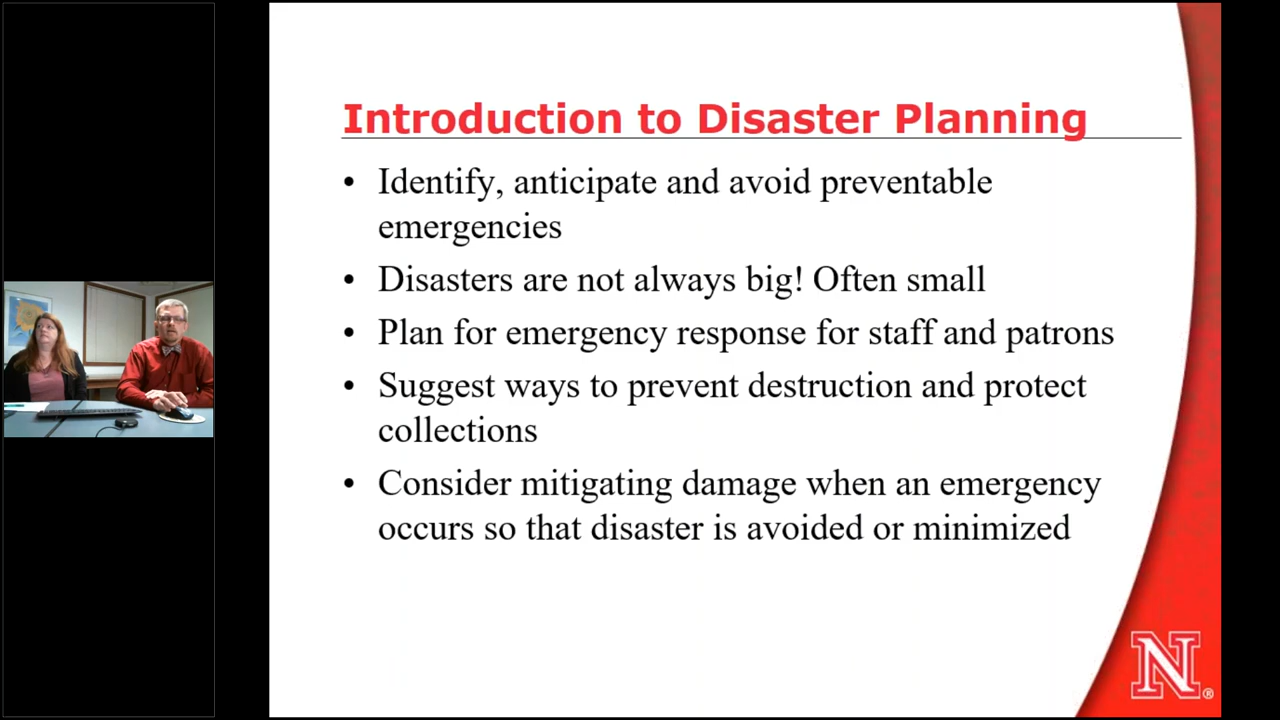 Introduction to Disaster Planning
• Identify, anticipate and avoid preventable
emergencies
• Disasters are not always big! Often small
• Plan for emergency response for staff and patrons
• Suggest ways to prevent destruction and protect
collections
• Consider mitigating damage when an emergency
occurs so that disaster is avoided or minimized
N®